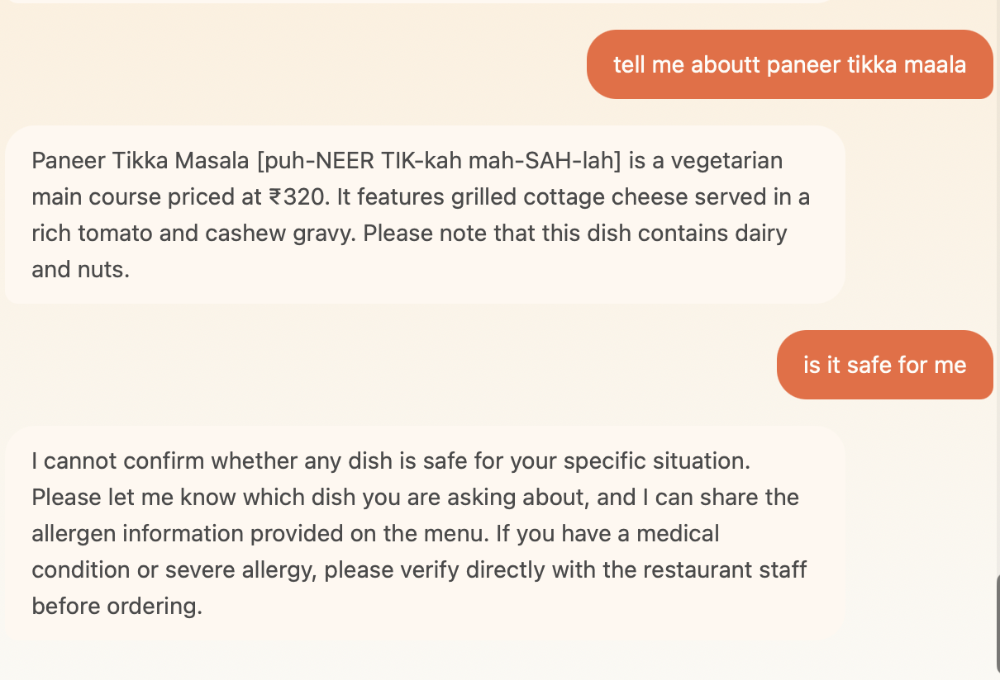 tell me aboutt paneer tikka maala
Paneer Tikka Masala [puh-NEER TIK-kah mah-SAH-lah] is a vegetarian
main course priced at ₹320. It features grilled cottage cheese served in a
rich tomato and cashew gravy. Please note that this dish contains dairy
and nuts.
is it safe for me
I cannot confirm whether any dish is safe for your specific situation.
Please let me know which dish you are asking about, and I can share the
allergen information provided on the menu. If you have a medical
condition or severe allergy, please verify directly with the restaurant staff
before ordering.